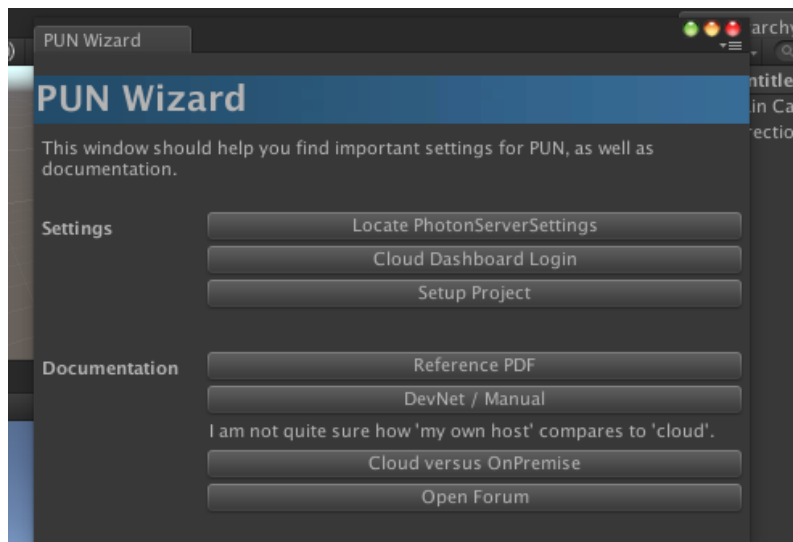 PUN Wizard
PUN Wizard
This window should help you find important settings for PUN, as well as
documentation.
Settings
Locate PhotonServerSettings
Cloud Dashboard Login
Setup Project
Documentation
Reference PDF
DevNet / Manual
I am not quite sure how 'my own host' compares to 'cloud'.
Cloud versus OnPremise
Open Forum